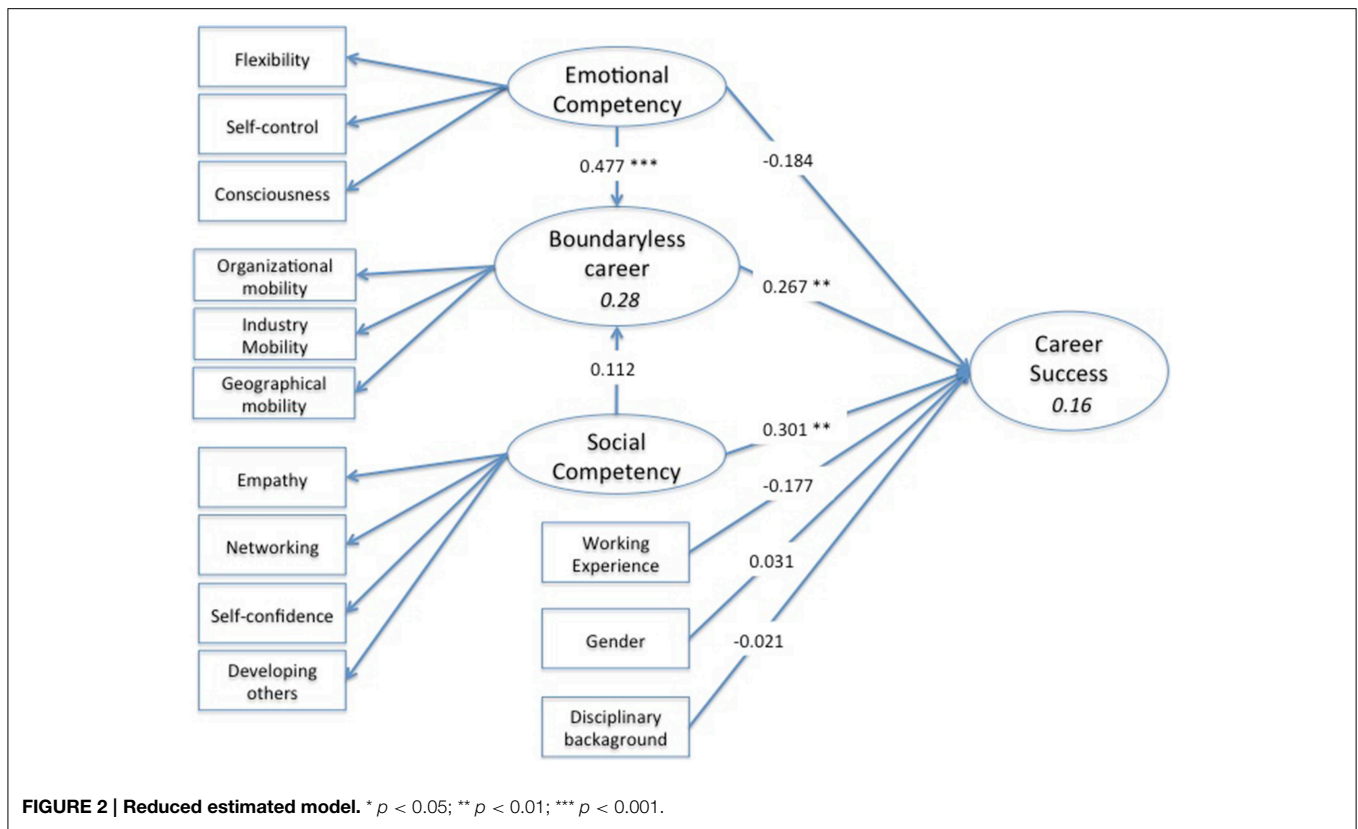 Flexibility
Self-control
Consciousness
Emotional
Competency
0.477 ***
-0.184
Organizational
mobility
Industry
Mobility
Geographical
mobility
Boundaryless
career
0.28
0.267 **
0.112
Career
Success
0.16
Empathy
Networking
Self-confidence
Developing
others
Social
Competency
0.301 **
-0.177
0.031
-0.021
Working
Experience
Gender
Disciplinary
backaground
FIGURE 2 | Reduced estimated model. * p < 0.05; ** p < 0.01; *** p < 0.001.